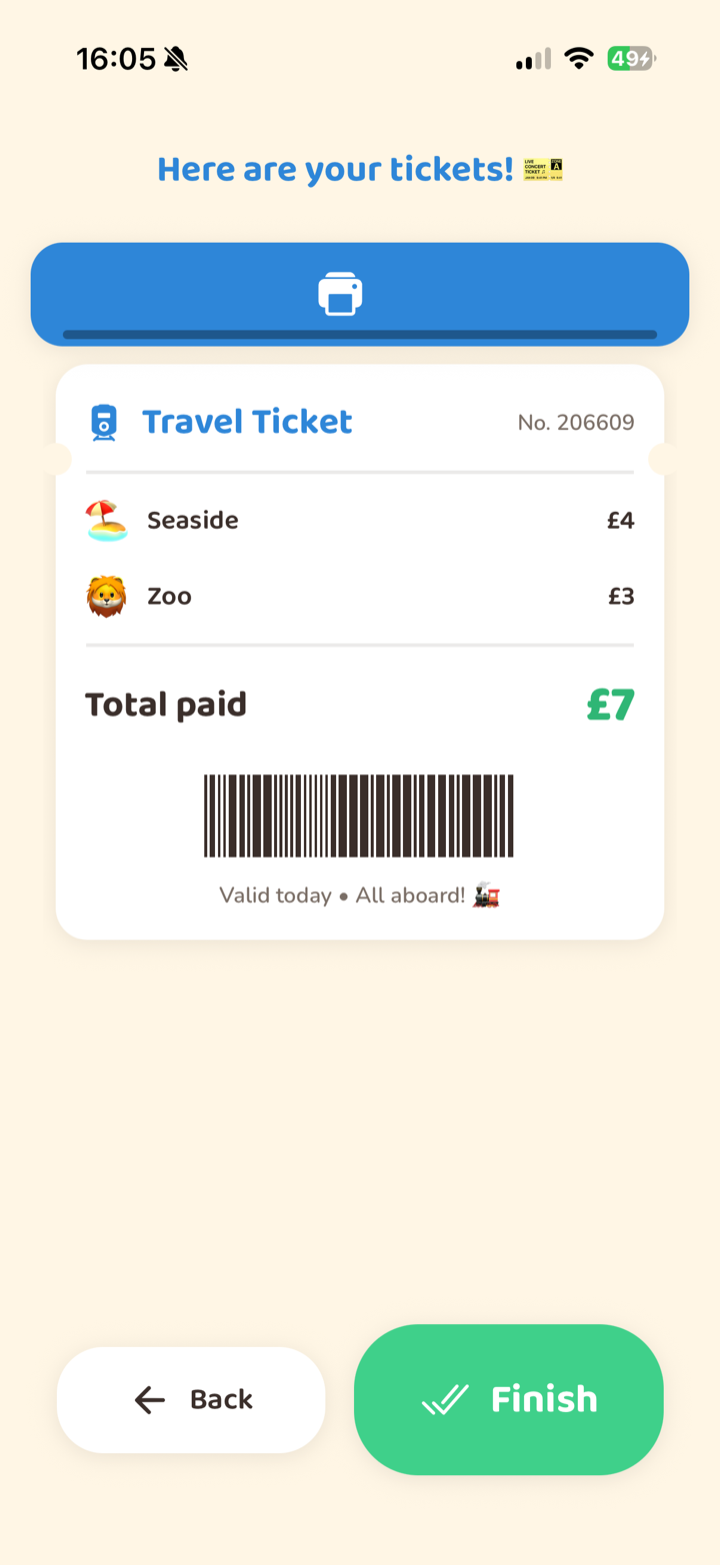 16:05
49
Here are your tickets!
Travel Ticket
No. 206609
Seaside
£4
Zoo
£3
Total paid
£7
Valid today • All aboard!
Back
Finish